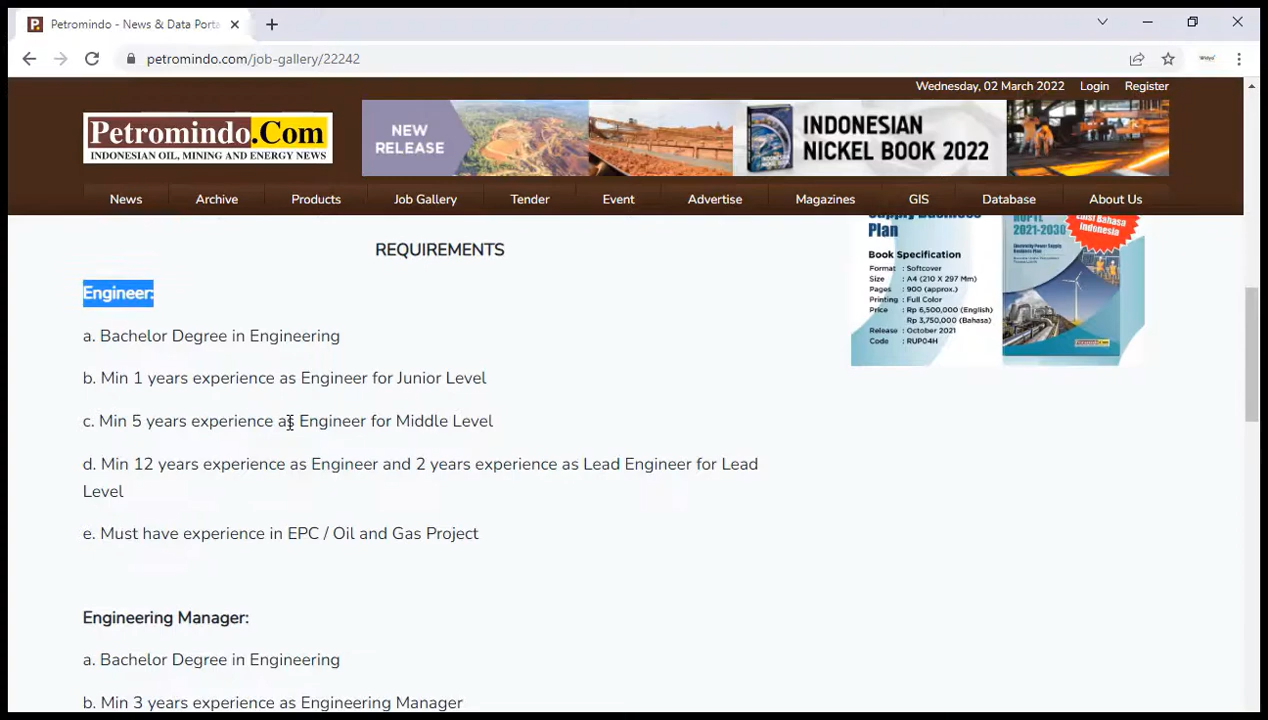 Petromindo - News & Data Porta
petromindo.com/job-gallery/22242
Wednesday, 02 March 2022 Login Register
Petromindo.Com
INDONESIAN OIL, MINING AND ENERGY NEWS
NEW
RELEASE
INDONESIAN
NICKEL BOOK 2022
News Archive Products Job Gallery Tender Event Advertise Magazines GIS Database About Us
REQUIREMENTS
Engineer:
a. Bachelor Degree in Engineering
b. Min 1 years experience as Engineer for Junior Level
c. Min 5 years experience as Engineer for Middle Level
d. Min 12 years experience as Engineer and 2 years experience as Lead Engineer for Lead
Level
e. Must have experience in EPC / Oil and Gas Project
Engineering Manager:
a. Bachelor Degree in Engineering
b. Min 3 years experience as Engineering Manager
Supply Business
Plan
Book Specification
Format : Softcover
Size : A4 (210 X 297 Mm)
Pages : 900 (approx.)
Printing : Full Color
Price : Rp 6,500,000 (English)
Rp 3,750,000 (Bahasa)
Release : October 2021
Code : RUP04H
RUPTL
2021-2030
Edisi Bahasa
Indonesia
Petromindo.Com